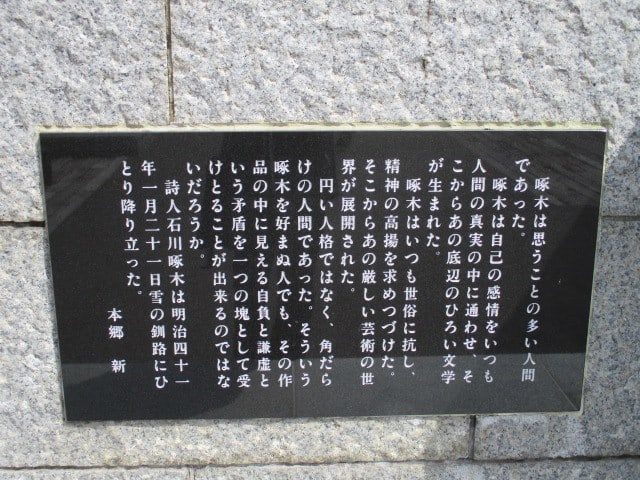 啄木は思うことの多い人間
であった。
啄木は自己の感情をいつも
人間の真実の中に通わせ、そ
こからあの底辺のひろい文学
が生まれた。
啄木はいつも世俗に抗し、
精神の高揚を求めつづけた。
そこからあの厳しい芸術の世
界が展開された。
円い人格ではなく、角だら
けの人間であった。そういう
啄木を好まぬ人でも、その作
品の中に見える自負と謙虚と
いう矛盾を一つの塊として受
けとることが出来るのではな
いだろうか。
詩人石川啄木は明治四十一
年一月二十一日雪の釧路にひ
とり降り立った。
本郷 新